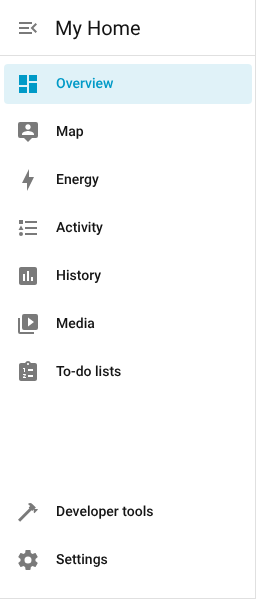 My Home
Overview
Map
Energy
Activity
History
Media
To-do lists
Developer tools
Settings